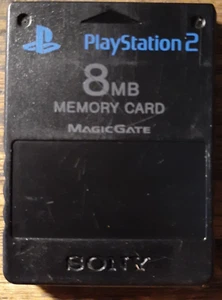 PlayStation 2
8MB
MEMORY CARD
MAGICGATE
SONY